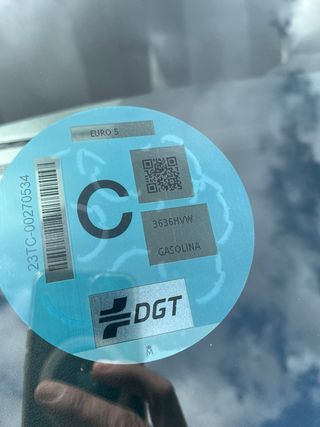 EURO 5
23TC-00270534
C
3636HVW
GASOLINA
DGT
M